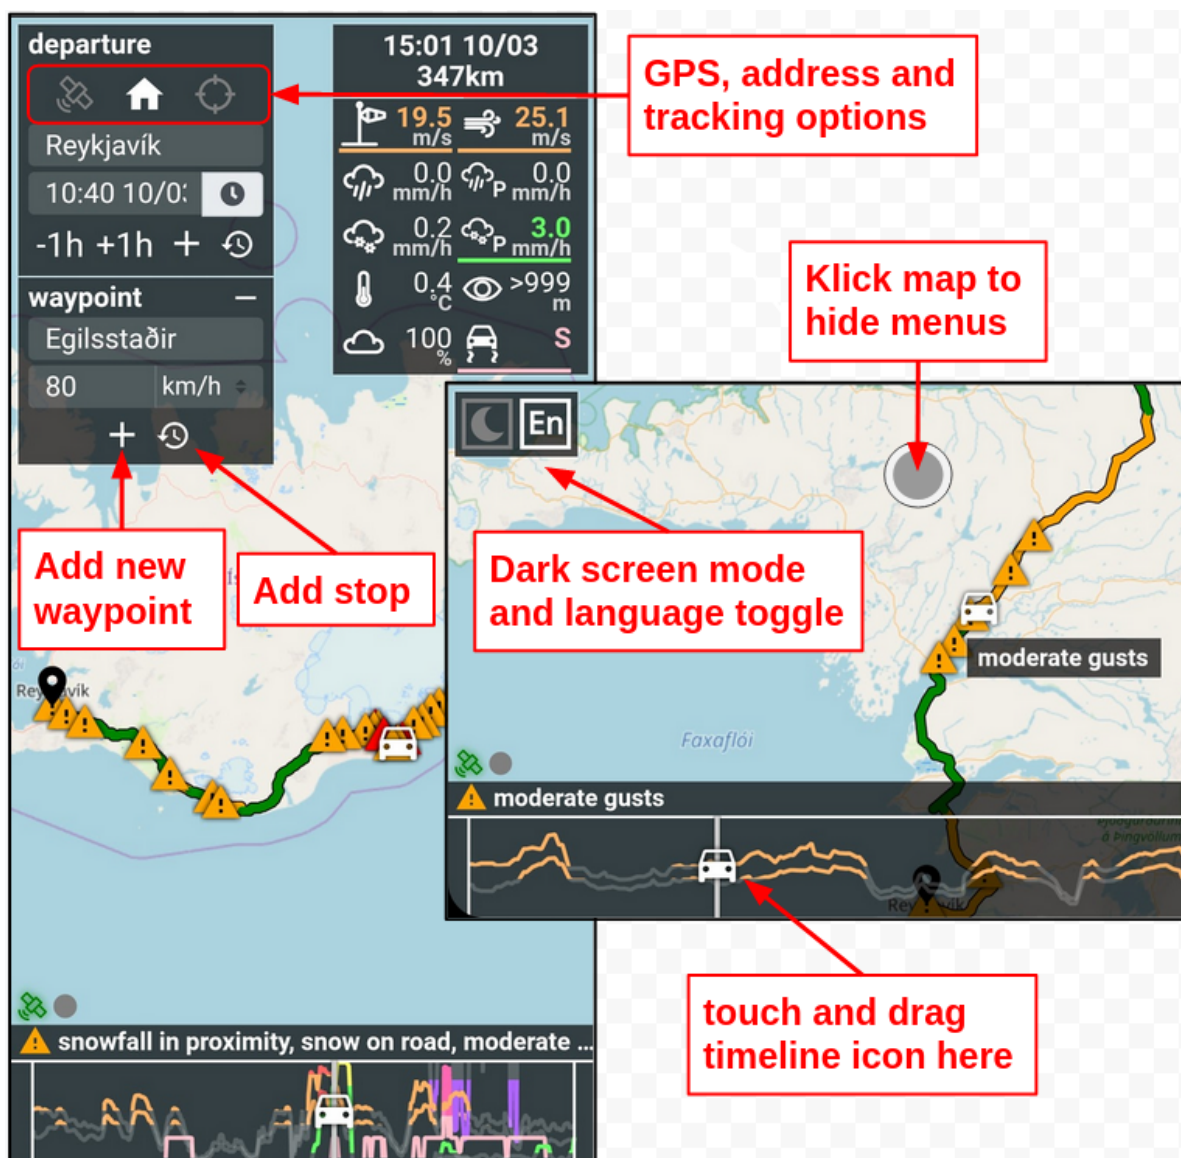 departure
Reykjavík
10:40 10/0
-1h +1h +
waypoint −
Egilsstaðir
80 km/h
+
15:01 10/03
347km
19.5 m/s 25.1 m/s
0.0 mm/h P 0.0 mm/h
0.2 mm/h P 3.0 mm/h
0.4 °C >999 m
100 % S
GPS, address and
tracking options
Klick map to
hide menus
En
Add new
waypoint
Add stop
Dark screen mode
and language toggle
moderate gusts
Faxaflói
Reykjavik
moderate gusts
á Þingvöllum
touch and drag
timeline icon here
snowfall in proximity, snow on road, moderate ...